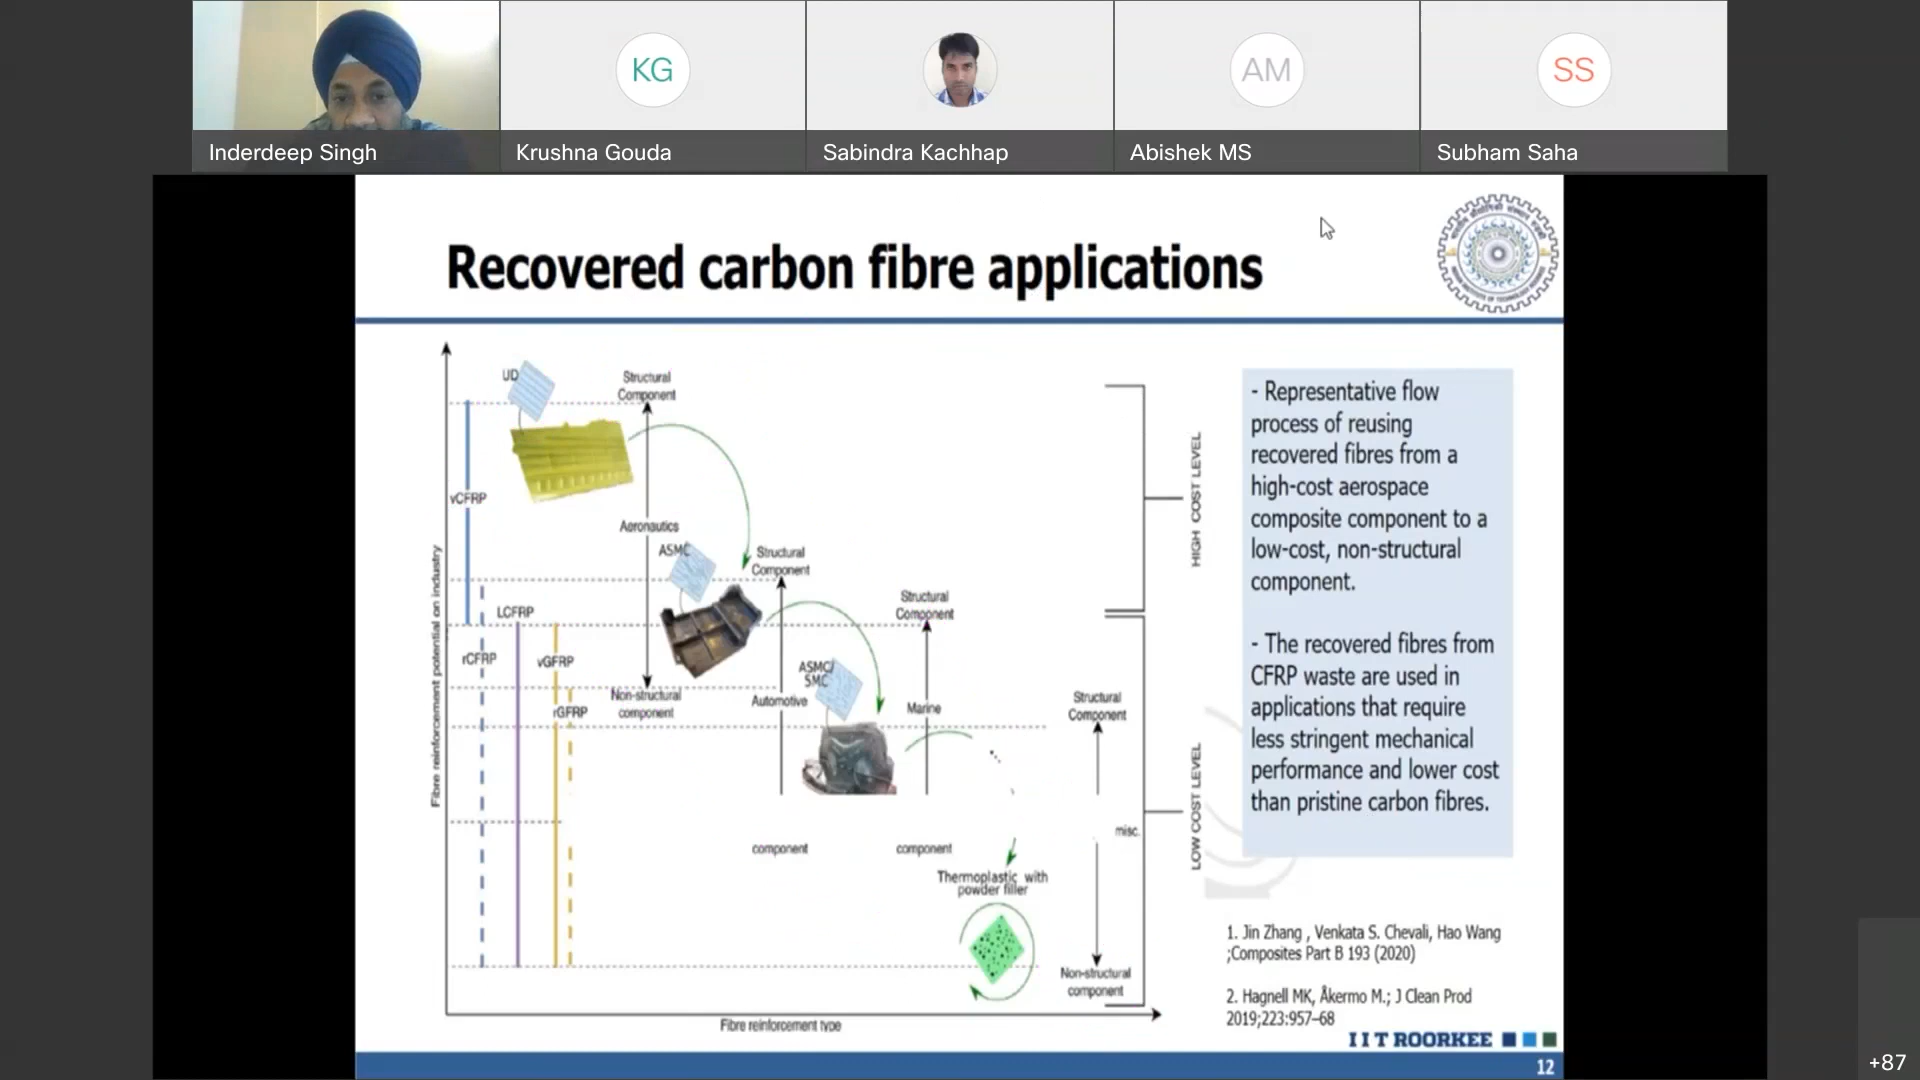 KG
AM
SS
Inderdeep Singh
Krushna Gouda
Sabindra Kachhap
Abishek MS
Subham Saha
Recovered carbon fibre applications
UD
Structural
Component
vCFRP
Aeronautics
ASMC
Structural
Component
Structural
Component
LCFRP
rCFRP
vGFRP
ASMC/
SMC
Non-structural
component
rGFRP
Automotive
Marine
Structural
Component
misc.
component
component
Thermoplastic with
powder filler
Non-structural
component
Fibre reinforcement potential on industry
Fibre reinforcement type
HIGH COST LEVEL
LOW COST LEVEL
- Representative flow
process of reusing
recovered fibres from a
high-cost aerospace
composite component to a
low-cost, non-structural
component.
- The recovered fibres from
CFRP waste are used in
applications that require
less stringent mechanical
performance and lower cost
than pristine carbon fibres.
1. Jin Zhang , Venkata S. Chevali, Hao Wang
;Composites Part B 193 (2020)
2. Hagnell MK, Åkermo M.; J Clean Prod
2019;223:957–68
I I T ROORKEE
12
+87